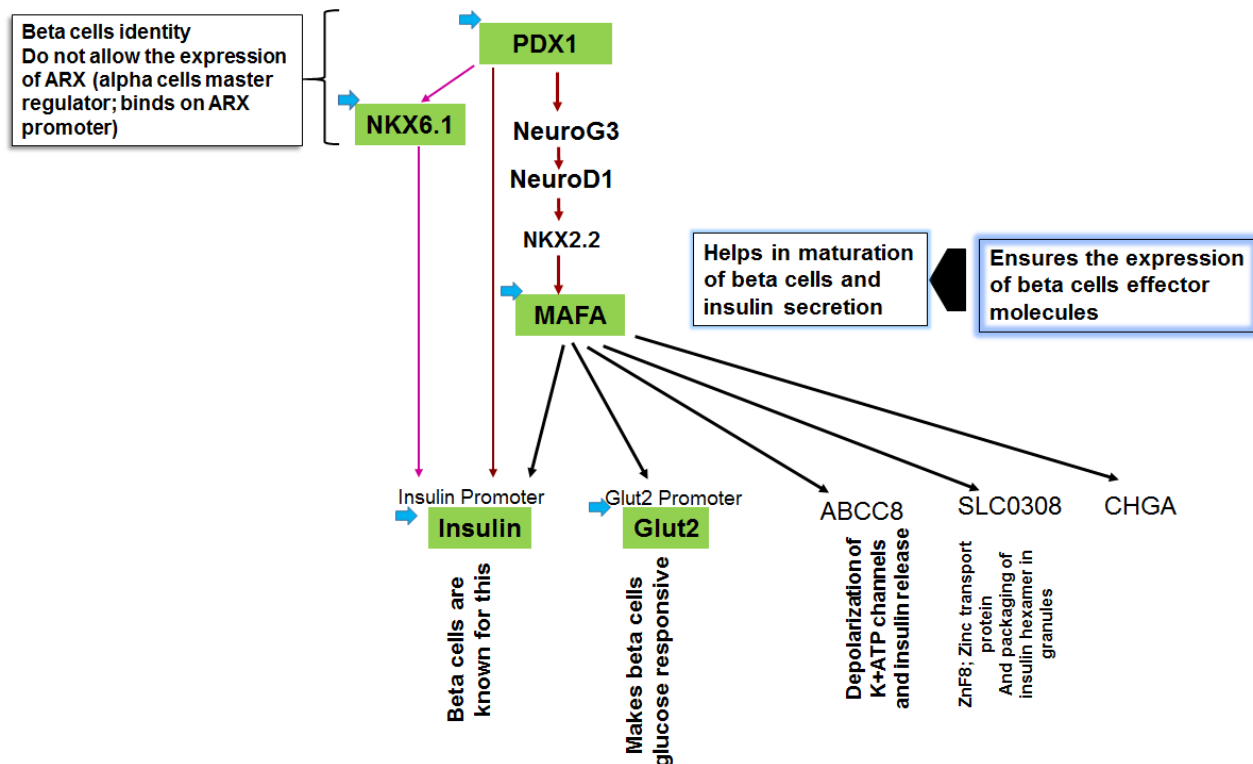 Beta cells identity
Do not allow the expression
of ARX (alpha cells master
regulator; binds on ARX
promoter)
PDX1
NKX6.1
NeuroG3
NeuroD1
NKX2.2
MAFA
Helps in maturation
of beta cells and
insulin secretion
Ensures the expression
of beta cells effector
molecules
Insulin Promoter
Insulin
Beta cells are
known for this
Glut2 Promoter
Glut2
Makes beta cells
glucose responsive
ABCC8
Depolarization of
K+ATP channels
and insulin release
SLC0308
ZnF8; Zinc transport
protein
And packaging of
insulin hexamer in
granules
CHGA